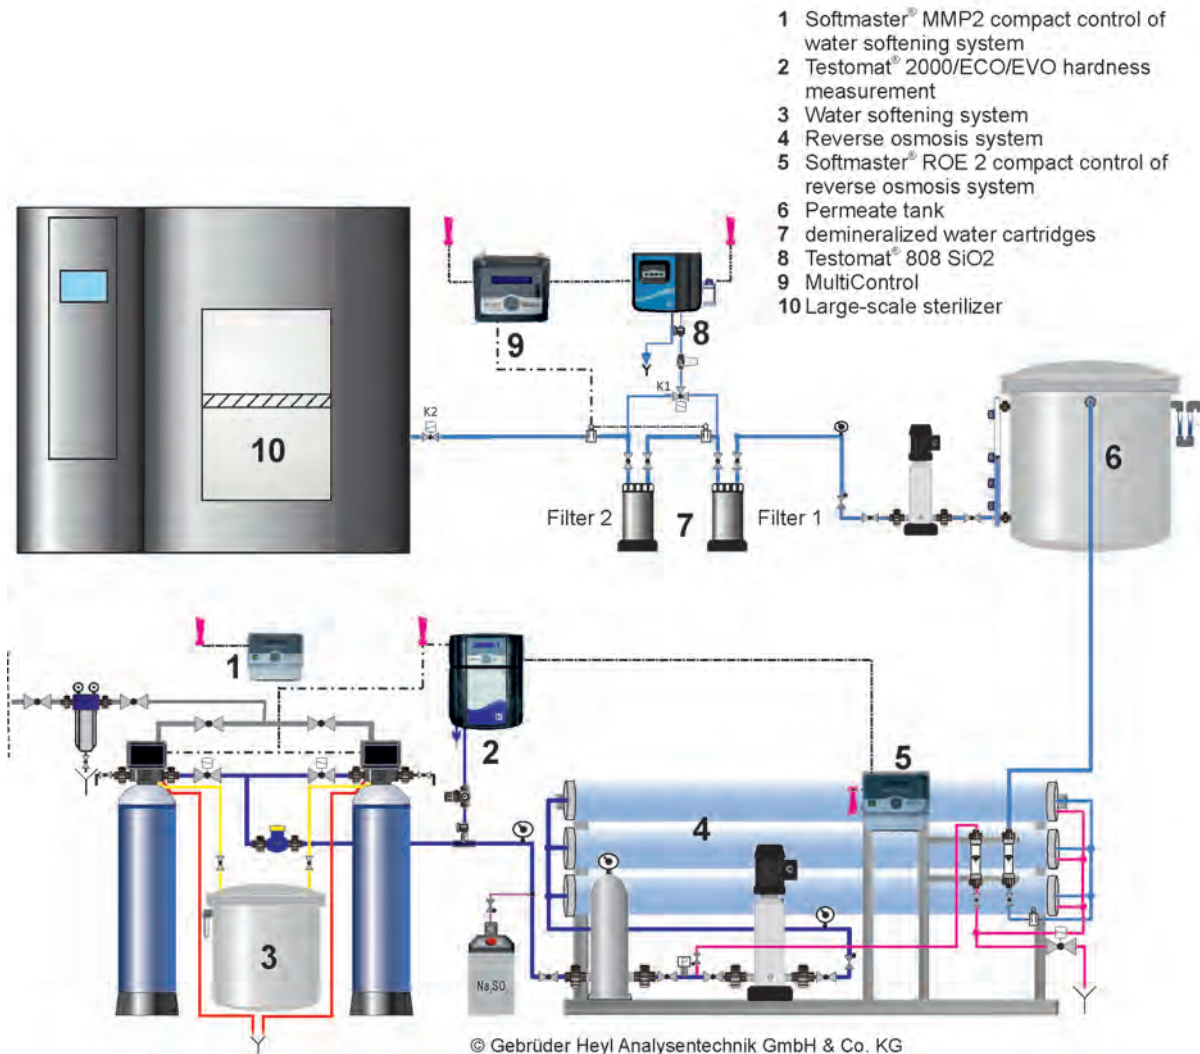 1 Softmaster® MMP2 compact control of
water softening system
2 Testomat® 2000/ECO/EVO hardness
measurement
3 Water softening system
4 Reverse osmosis system
5 Softmaster® ROE 2 compact control of
reverse osmosis system
6 Permeate tank
7 demineralized water cartridges
8 Testomat® 808 SiO2
9 MultiControl
10 Large-scale sterilizer
9
8
K1
K2
10
6
Filter 2
7
Filter 1
1
2
5
4
3
Na₂SO₃
© Gebrüder Heyl Analysentechnik GmbH & Co. KG